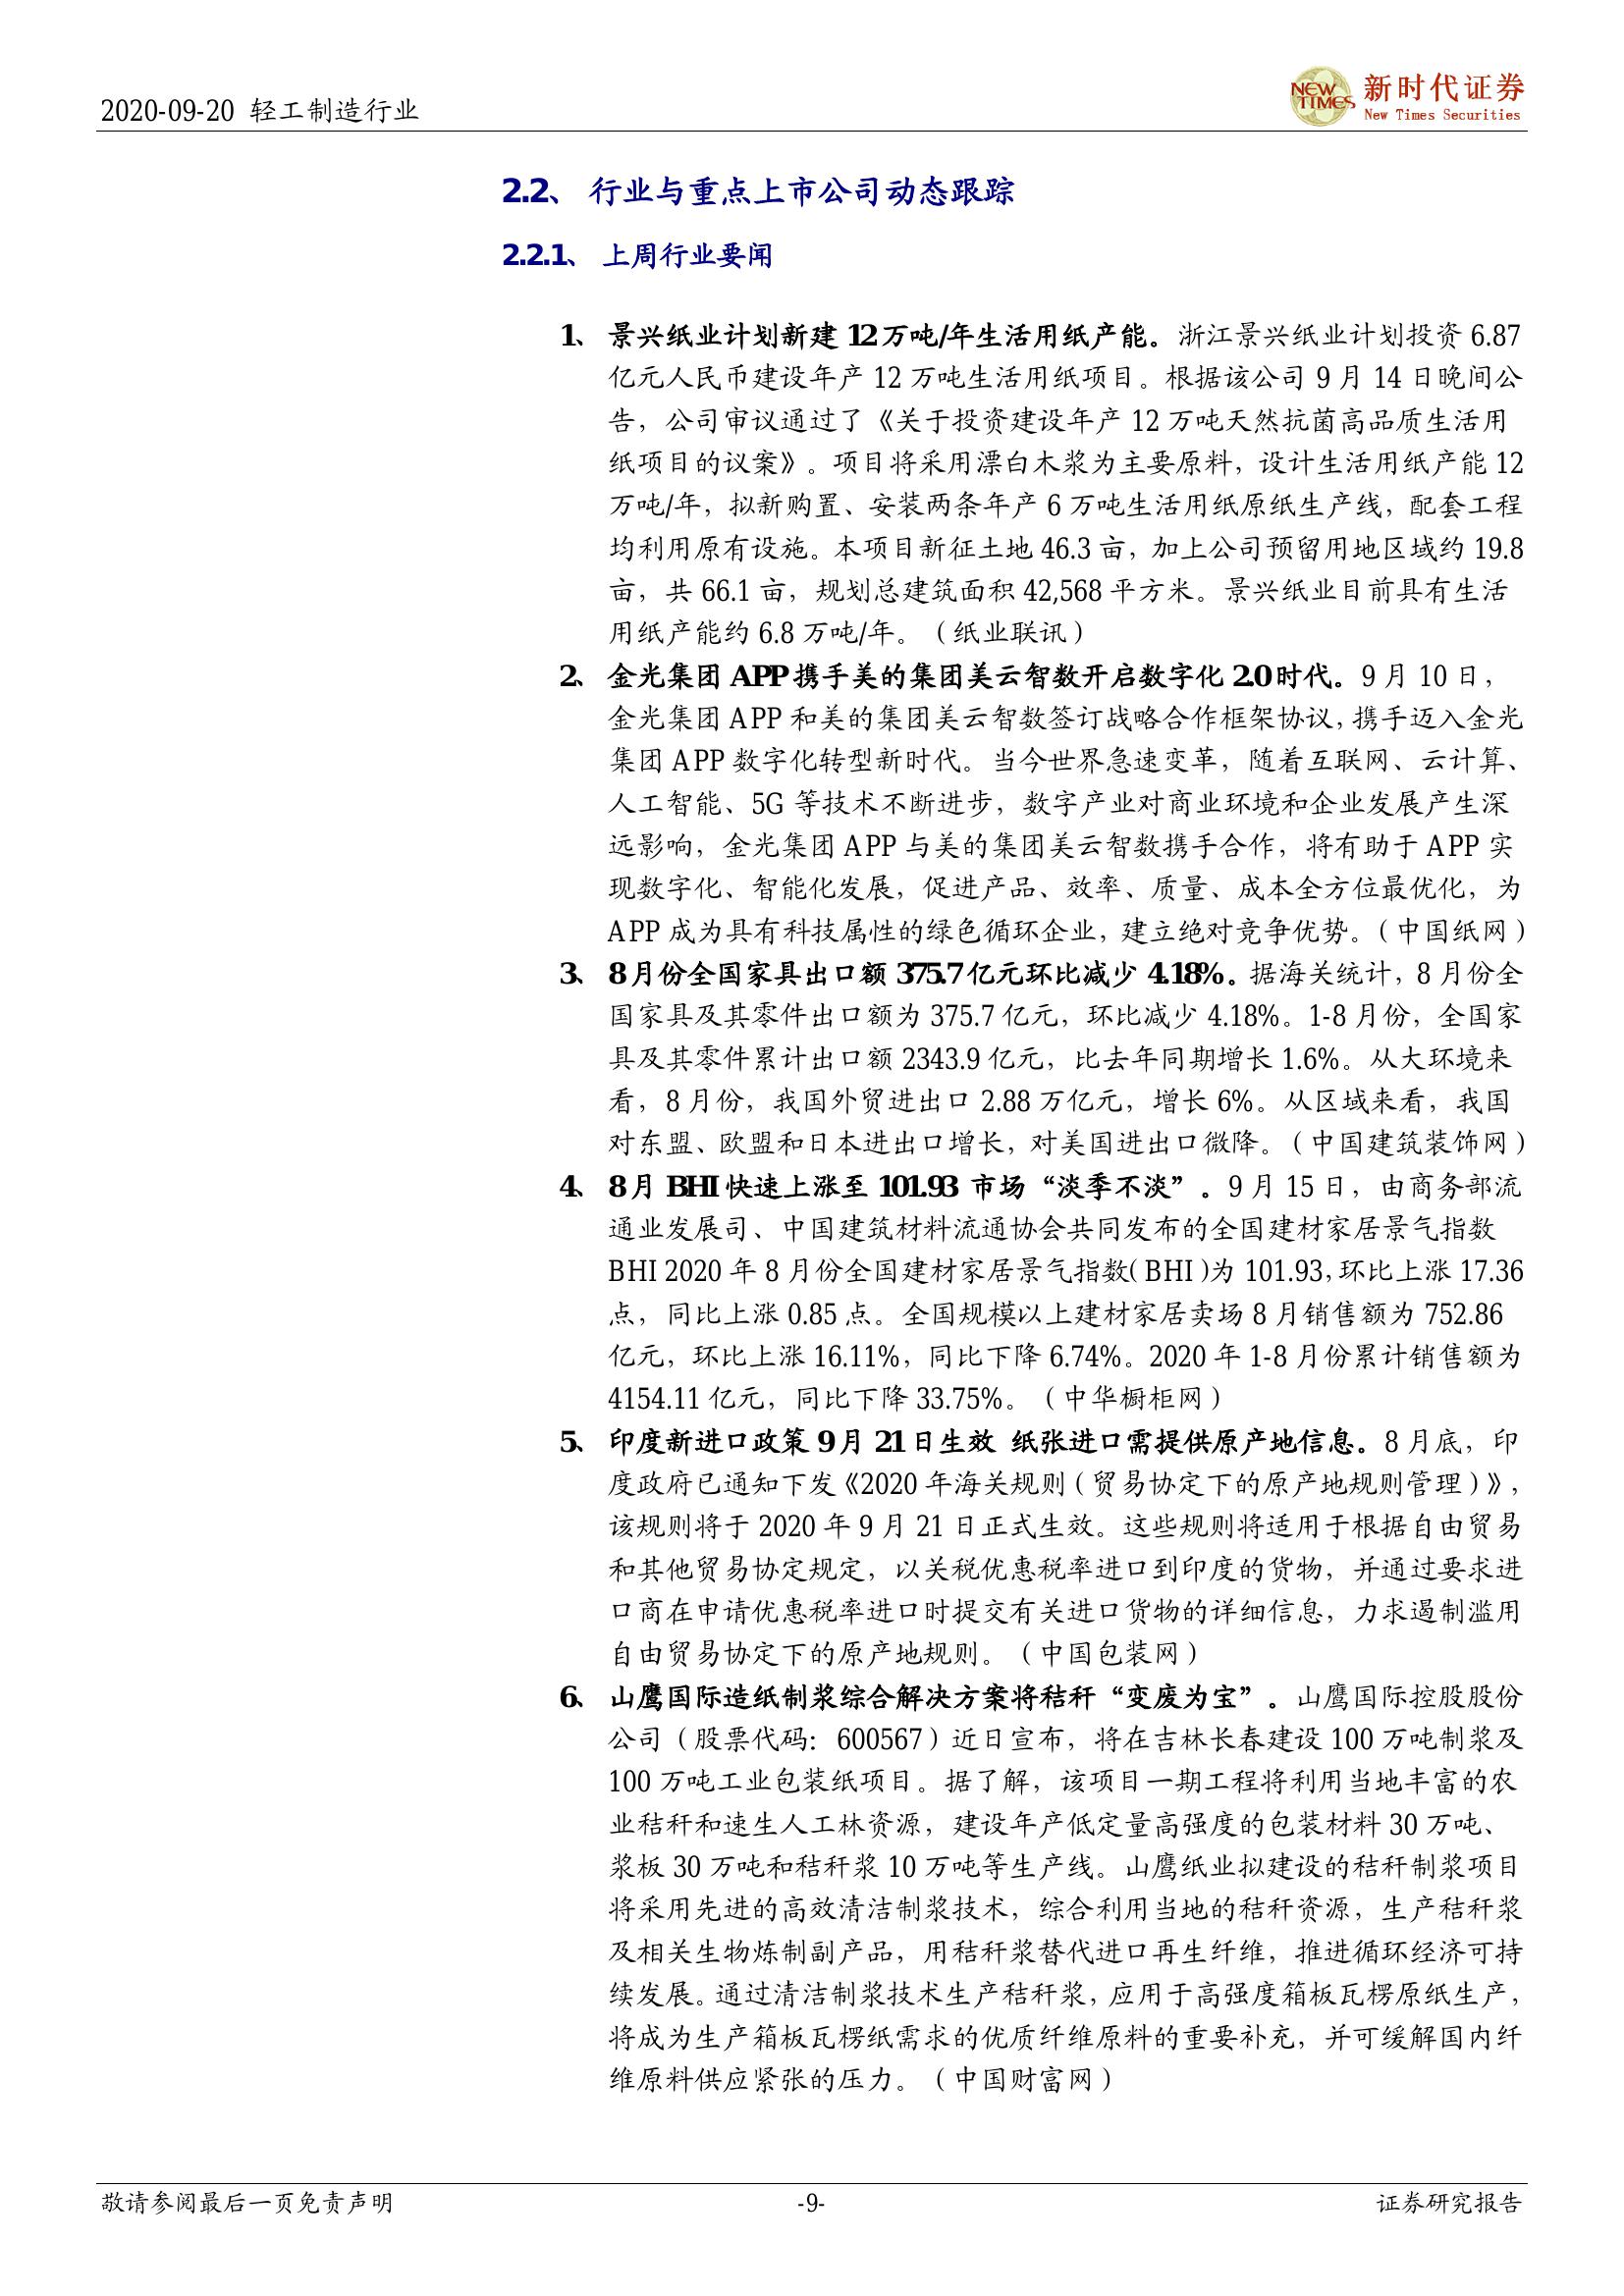 2020-09-20 轻工制造行业
NEW TIMES 新时代证券
New Times Securities
2.2、 行业与重点上市公司动态跟踪
2.2.1、 上周行业要闻
1、 景兴纸业计划新建 12 万吨/年生活用纸产能。浙江景兴纸业计划投资 6.87
亿元人民币建设年产 12 万吨生活用纸项目。根据该公司 9 月 14 日晚间公
告，公司审议通过了《关于投资建设年产 12 万吨天然抗菌高品质生活用
纸项目的议案》。项目将采用漂白木浆为主要原料，设计生活用纸产能 12
万吨/年，拟新购置、安装两条年产 6 万吨生活用纸原纸生产线，配套工程
均利用原有设施。本项目新征土地 46.3 亩，加上公司预留用地区域约 19.8
亩，共 66.1 亩，规划总建筑面积 42,568 平方米。景兴纸业目前具有生活
用纸产能约 6.8 万吨/年。（纸业联讯）
2、 金光集团 APP 携手美的集团美云智数开启数字化 2.0 时代。9 月 10 日，
金光集团 APP 和美的集团美云智数签订战略合作框架协议，携手迈入金光
集团 APP 数字化转型新时代。当今世界急速变革，随着互联网、云计算、
人工智能、5G 等技术不断进步，数字产业对商业环境和企业发展产生深
远影响，金光集团 APP 与美的集团美云智数携手合作，将有助于 APP 实
现数字化、智能化发展，促进产品、效率、质量、成本全方位最优化，为
APP 成为具有科技属性的绿色循环企业，建立绝对竞争优势。（中国纸网）
3、 8 月份全国家具出口额 375.7 亿元环比减少 4.18%。据海关统计，8 月份全
国家具及其零件出口额为 375.7 亿元，环比减少 4.18%。1-8 月份，全国家
具及其零件累计出口额 2343.9 亿元，比去年同期增长 1.6%。从大环境来
看，8 月份，我国外贸进出口 2.88 万亿元，增长 6%。从区域来看，我国
对东盟、欧盟和日本进出口增长，对美国进出口微降。（中国建筑装饰网）
4、 8 月 BHI 快速上涨至 101.93 市场“淡季不淡”。9 月 15 日，由商务部流
通业发展司、中国建筑材料流通协会共同发布的全国建材家居景气指数
BHI 2020 年 8 月份全国建材家居景气指数（BHI）为 101.93，环比上涨 17.36
点，同比上涨 0.85 点。全国规模以上建材家居卖场 8 月销售额为 752.86
亿元，环比上涨 16.11%，同比下降 6.74%。2020 年 1-8 月份累计销售额为
4154.11 亿元，同比下降 33.75%。（中华橱柜网）
5、 印度新进口政策 9 月 21 日生效 纸张进口需提供原产地信息。8 月底，印
度政府已通知下发《2020 年海关规则（贸易协定下的原产地规则管理）》，
该规则将于 2020 年 9 月 21 日正式生效。这些规则将适用于根据自由贸易
和其他贸易协定规定，以关税优惠税率进口到印度的货物，并通过要求进
口商在申请优惠税率进口时提交有关进口货物的详细信息，力求遏制滥用
自由贸易协定下的原产地规则。（中国包装网）
6、 山鹰国际造纸制浆综合解决方案将秸秆“变废为宝”。山鹰国际控股股份
公司（股票代码：600567）近日宣布，将在吉林长春建设 100 万吨制浆及
100 万吨工业包装纸项目。据了解，该项目一期工程将利用当地丰富的农
业秸秆和速生人工林资源，建设年产低定量高强度的包装材料 30 万吨、
浆板 30 万吨和秸秆浆 10 万吨等生产线。山鹰纸业拟建设的秸秆制浆项目
将采用先进的高效清洁制浆技术，综合利用当地的秸秆资源，生产秸秆浆
及相关生物炼制副产品，用秸秆浆替代进口再生纤维，推进循环经济可持
续发展。通过清洁制浆技术生产秸秆浆，应用于高强度箱板瓦楞原纸生产，
将成为生产箱板瓦楞纸需求的优质纤维原料的重要补充，并可缓解国内纤
维原料供应紧张的压力。（中国财富网）
敬请参阅最后一页免责声明 -9- 证券研究报告